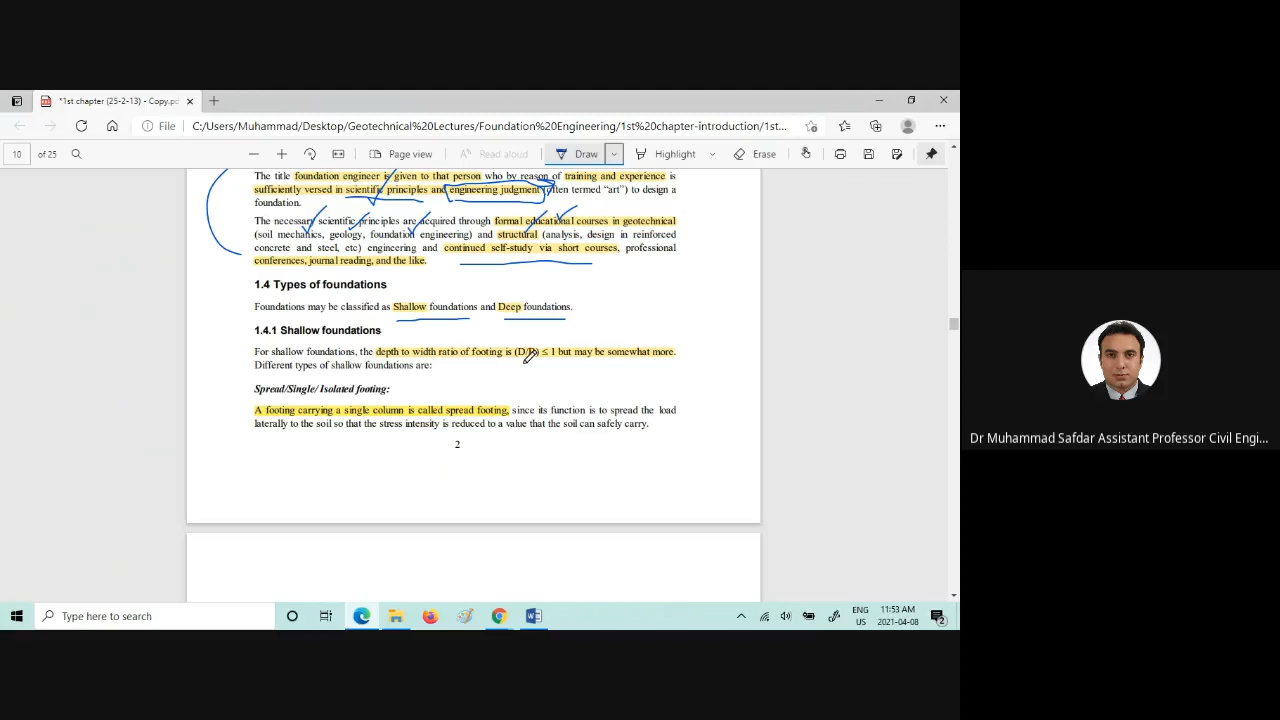 *1st chapter (25-2-13) - Copy.pd
File C:/Users/Muhammad/Desktop/Geotechnical%20Lectures/Foundation%20Engineering/1st%20chapter-introduction/1st...
10 of 25 Page view Read aloud Draw Highlight Erase
The title foundation engineer is given to that person who by reason of training and experience is
sufficiently versed in scientific principles and engineering judgment (often termed “art”) to design a
foundation.
The necessary scientific principles are acquired through formal educational courses in geotechnical
(soil mechanics, geology, foundation engineering) and structural (analysis, design in reinforced
concrete and steel, etc) engineering and continued self-study via short courses, professional
conferences, journal reading, and the like.
1.4 Types of foundations
Foundations may be classified as Shallow foundations and Deep foundations.
1.4.1 Shallow foundations
For shallow foundations, the depth to width ratio of footing is (D/B) ≤ 1 but may be somewhat more.
Different types of shallow foundations are:
Spread/Single/ Isolated footing:
A footing carrying a single column is called spread footing, since its function is to spread the load
laterally to the soil so that the stress intensity is reduced to a value that the soil can safely carry.
2
Dr Muhammad Safdar Assistant Professor Civil Engi...
Type here to search
ENG
US
11:53 AM
2021-04-08
2